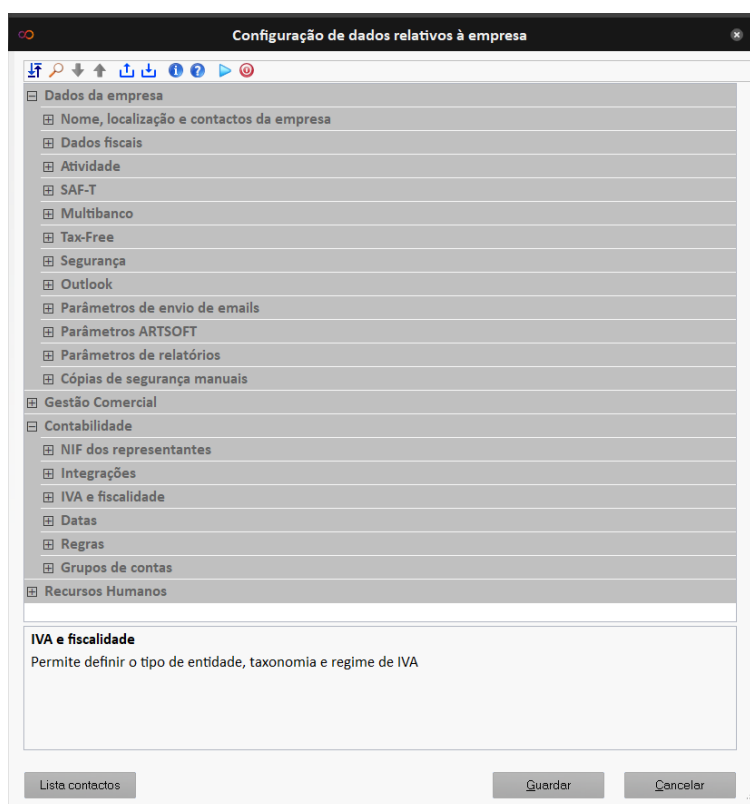 Configuração de dados relativos à empresa
Dados da empresa
Nome, localização e contactos da empresa
Dados fiscais
Atividade
SAF-T
Multibanco
Tax-Free
Segurança
Outlook
Parâmetros de envio de emails
Parâmetros ARTSOFT
Parâmetros de relatórios
Cópias de segurança manuais
Gestão Comercial
Contabilidade
NIF dos representantes
Integrações
IVA e fiscalidade
Datas
Regras
Grupos de contas
Recursos Humanos
IVA e fiscalidade
Permite definir o tipo de entidade, taxonomia e regime de IVA
Lista contactos Guardar Cancelar